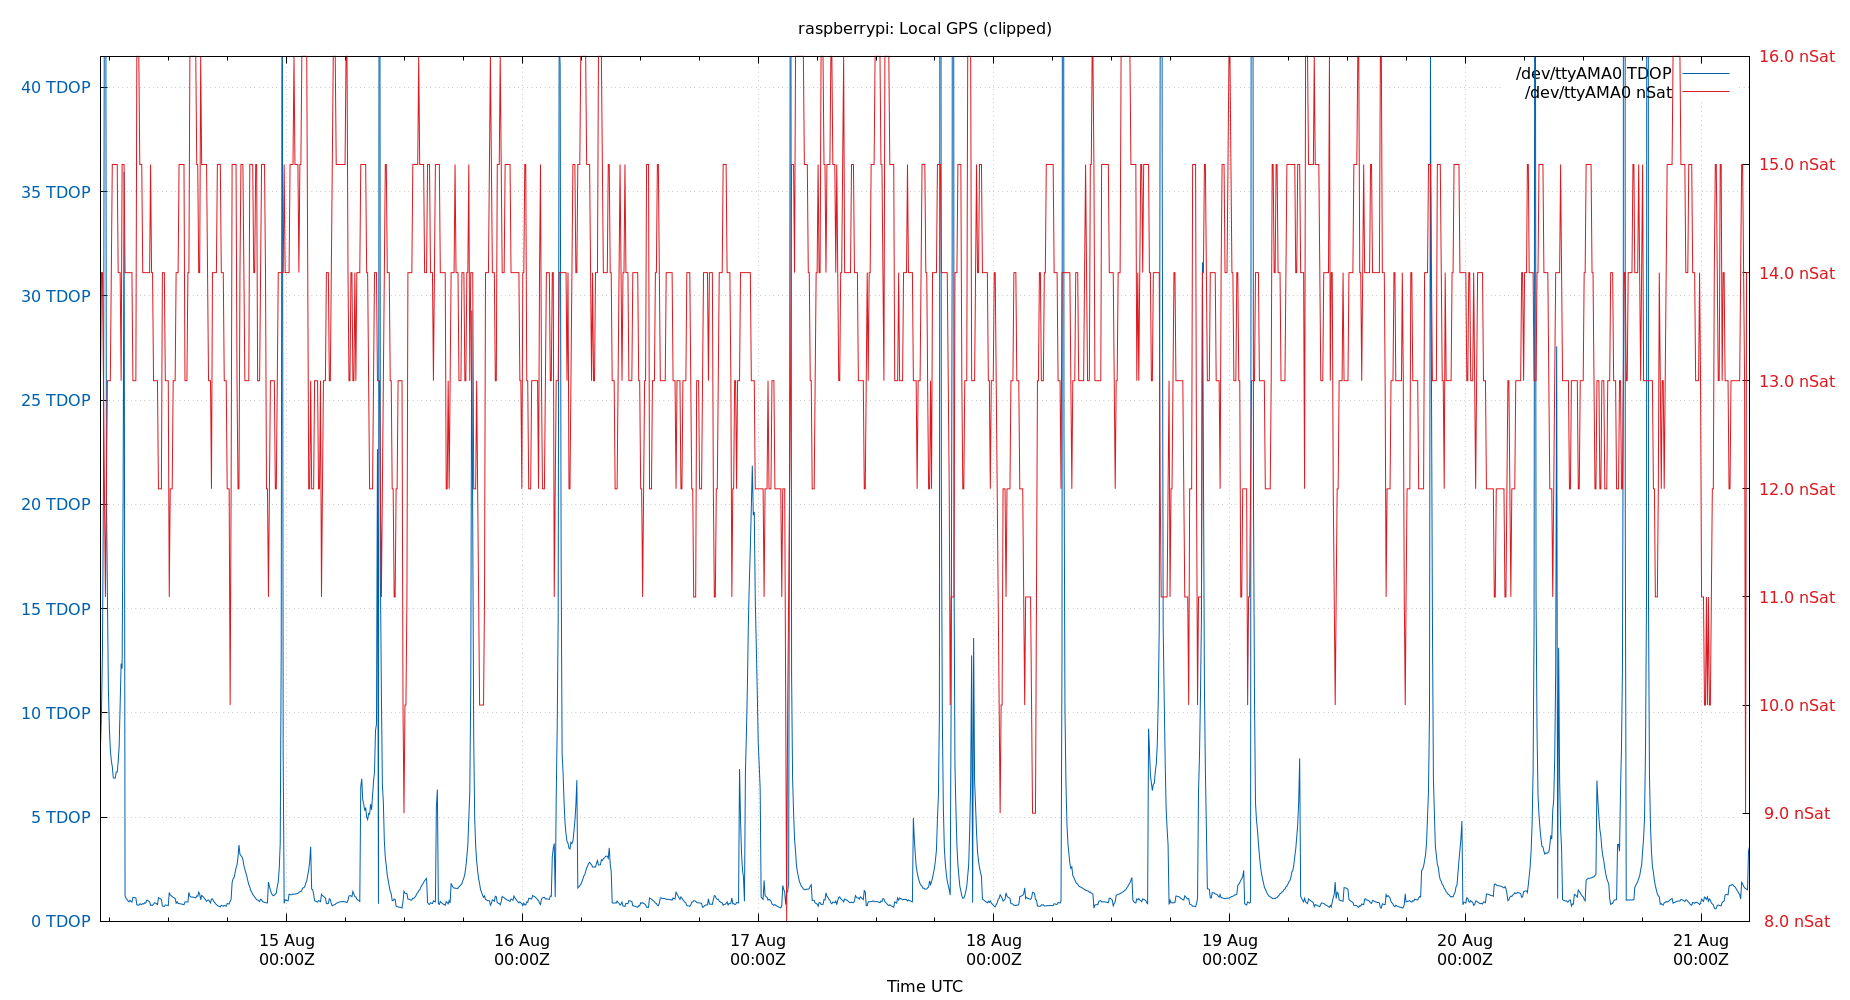 raspberrypi: Local GPS (clipped)
/dev/ttyAMA0 TDOP
/dev/ttyAMA0 nSat
40 TDOP
35 TDOP
30 TDOP
25 TDOP
20 TDOP
15 TDOP
10 TDOP
5 TDOP
0 TDOP
16.0 nSat
15.0 nSat
14.0 nSat
13.0 nSat
12.0 nSat
11.0 nSat
10.0 nSat
9.0 nSat
8.0 nSat
15 Aug
00:00Z
16 Aug
00:00Z
17 Aug
00:00Z
18 Aug
00:00Z
19 Aug
00:00Z
20 Aug
00:00Z
21 Aug
00:00Z
Time UTC